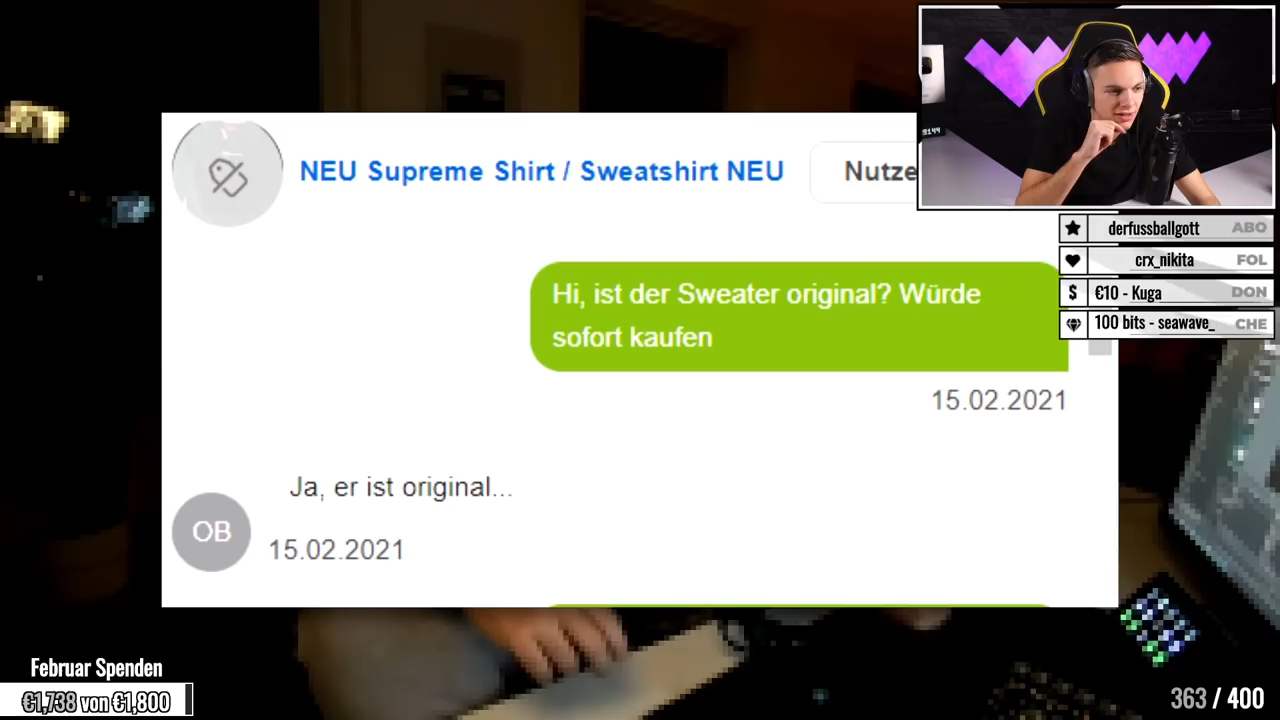 NEU Supreme Shirt / Sweatshirt NEU
Nutze
Hi, ist der Sweater original? Würde
sofort kaufen
15.02.2021
Ja, er ist original...
OB
15.02.2021
derfussballgott ABO
crx_nikita FOL
$ €10 - Kuga DON
100 bits - seawave_ CHE
Februar Spenden
€1,738 von €1,800
363 / 400